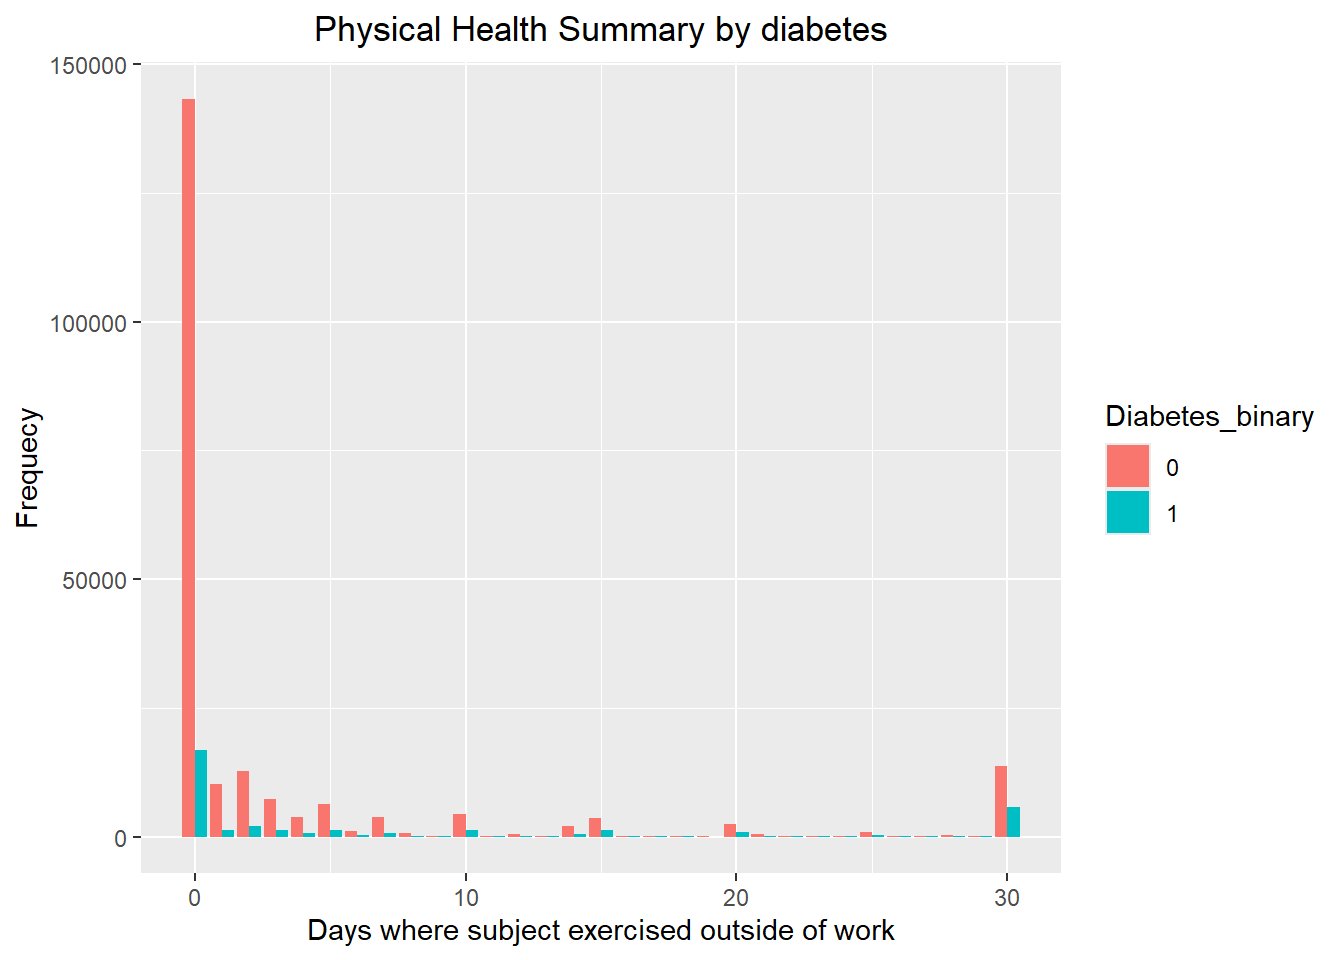 Physical Health Summary by diabetes
150000
100000
50000
0
Frequecy
0
10
20
30
Days where subject exercised outside of work
Diabetes_binary
0
1